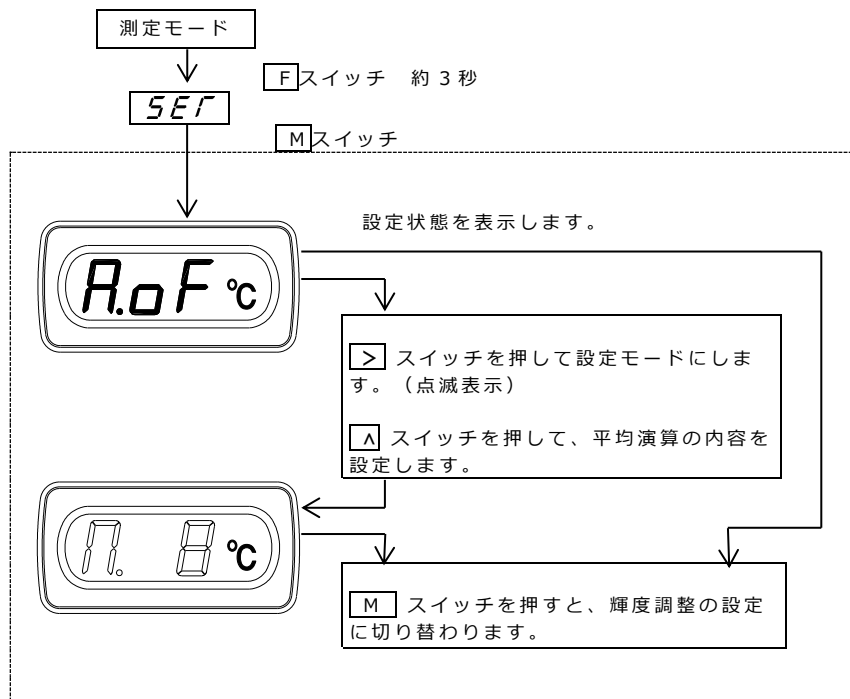 測定モード
Fスイッチ 約3秒
SET
Mスイッチ
設定状態を表示します。
A.oF ℃
> スイッチを押して設定モードにしま
す。（点滅表示）
∧ スイッチを押して、平均演算の内容を
設定します。
n. 8 ℃
M スイッチを押すと、輝度調整の設定
に切り替わります。